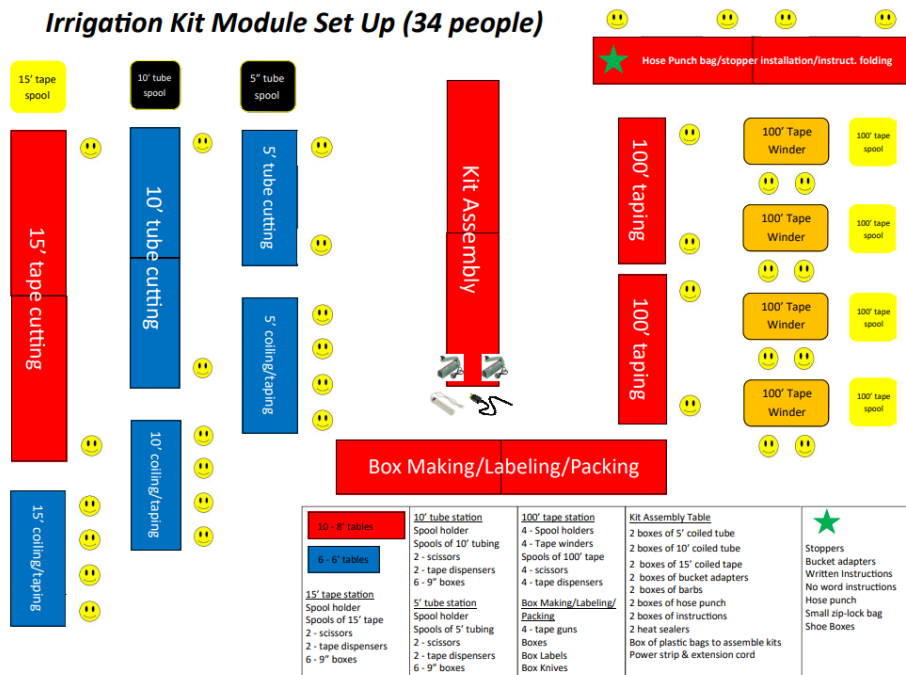 Irrigation Kit Module Set Up (34 people)
15' tape
spool
10' tube
spool
5" tube
spool
Hose Punch bag/stopper installation/instruct. folding
15' tape cutting
10' tube cutting
5' tube cutting
Kit Assembly
100' taping
100' taping
100' Tape
Winder
100' tape
spool
100' Tape
Winder
100' tape
spool
100' Tape
Winder
100' tape
spool
100' Tape
Winder
100' tape
spool
5' coiling/taping
10' coiling/taping
15' coiling/taping
Box Making/Labeling/Packing
10 - 8' tables
6 - 6' tables
15' tape station
Spool holder
Spools of 15' tape
2 - scissors
2 - tape dispensers
6 - 9" boxes
10' tube station
Spool holder
Spools of 10' tubing
2 - scissors
2 - tape dispensers
6 - 9" boxes
5' tube station
Spool holder
Spools of 5' tubing
2 - scissors
2 - tape dispensers
6 - 9" boxes
100' tape station
4 - Spool holders
4 - Tape winders
Spools of 100' tape
4 - scissors
4 - tape dispensers
Box Making/Labeling/
Packing
4 - tape guns
Boxes
Box Labels
Box Knives
Kit Assembly Table
2 boxes of 5' coiled tube
2 boxes of 10' coiled tube
2 boxes of 15' coiled tape
2 boxes of bucket adapters
2 boxes of barbs
2 boxes of hose punch
2 boxes of instructions
2 heat sealers
Box of plastic bags to assemble kits
Power strip & extension cord
Stoppers
Bucket adapters
Written Instructions
No word instructions
Hose punch
Small zip-lock bag
Shoe Boxes